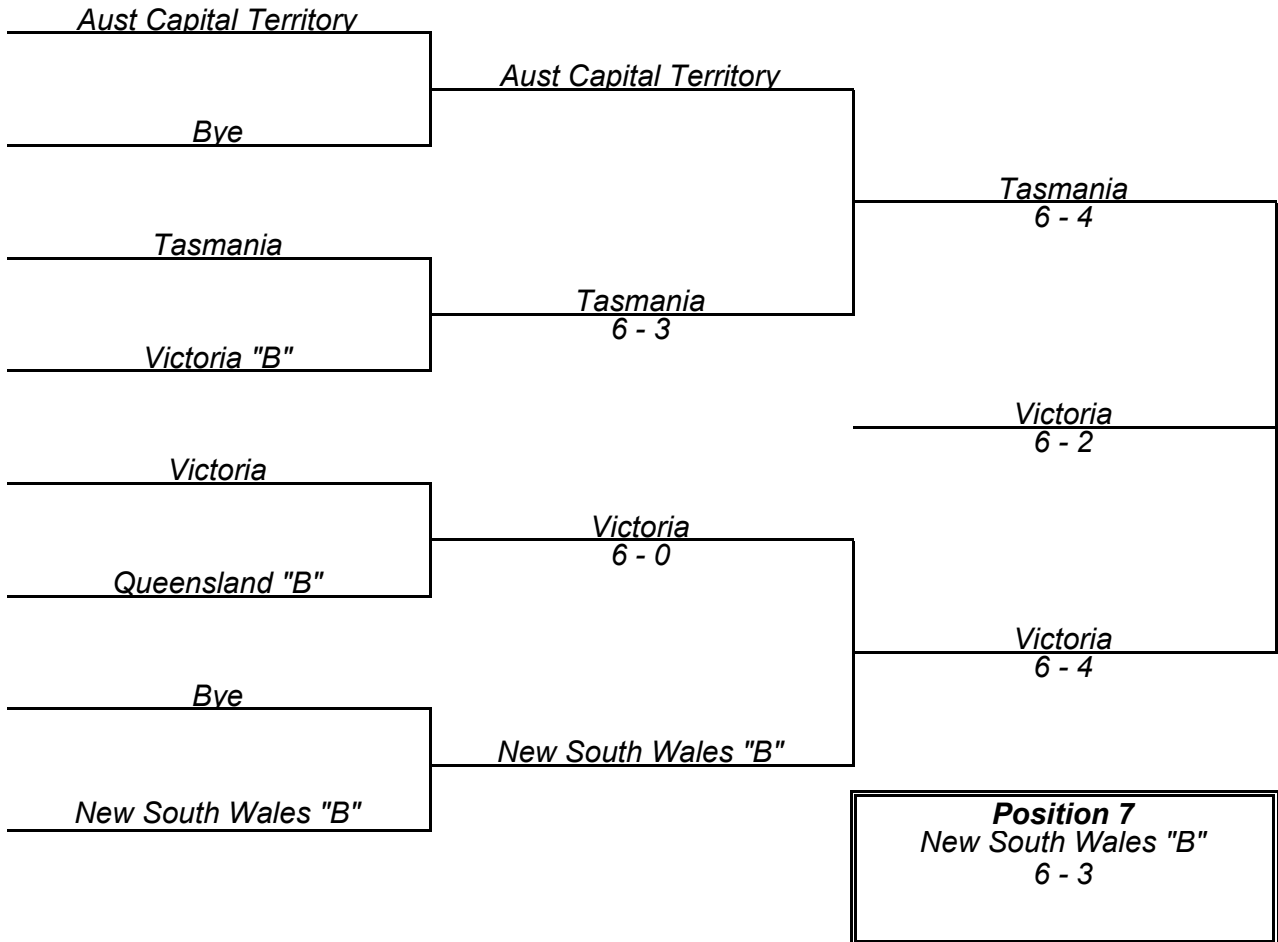 Aust Capital Territory
Aust Capital Territory
Bye
Tasmania
6 - 4
Tasmania
Tasmania
6 - 3
Victoria "B"
Victoria
6 - 2
Victoria
Victoria
6 - 0
Queensland "B"
Victoria
6 - 4
Bye
New South Wales "B"
New South Wales "B"
Position 7
New South Wales "B"
6 - 3